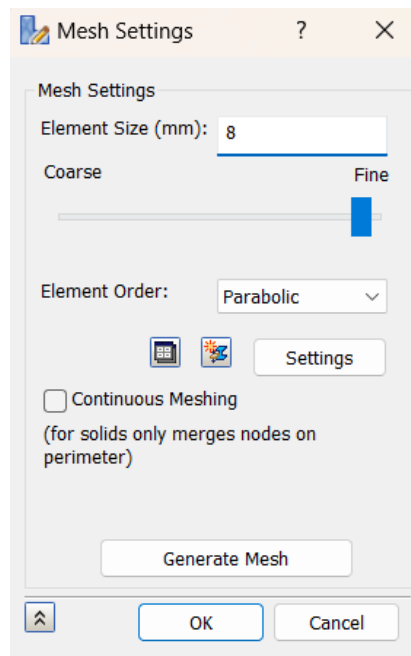 Mesh Settings ?
Mesh Settings
Element Size (mm): 8
Coarse Fine
Element Order: Parabolic
Settings
Continuous Meshing
(for solids only merges nodes on
perimeter)
Generate Mesh
OK Cancel